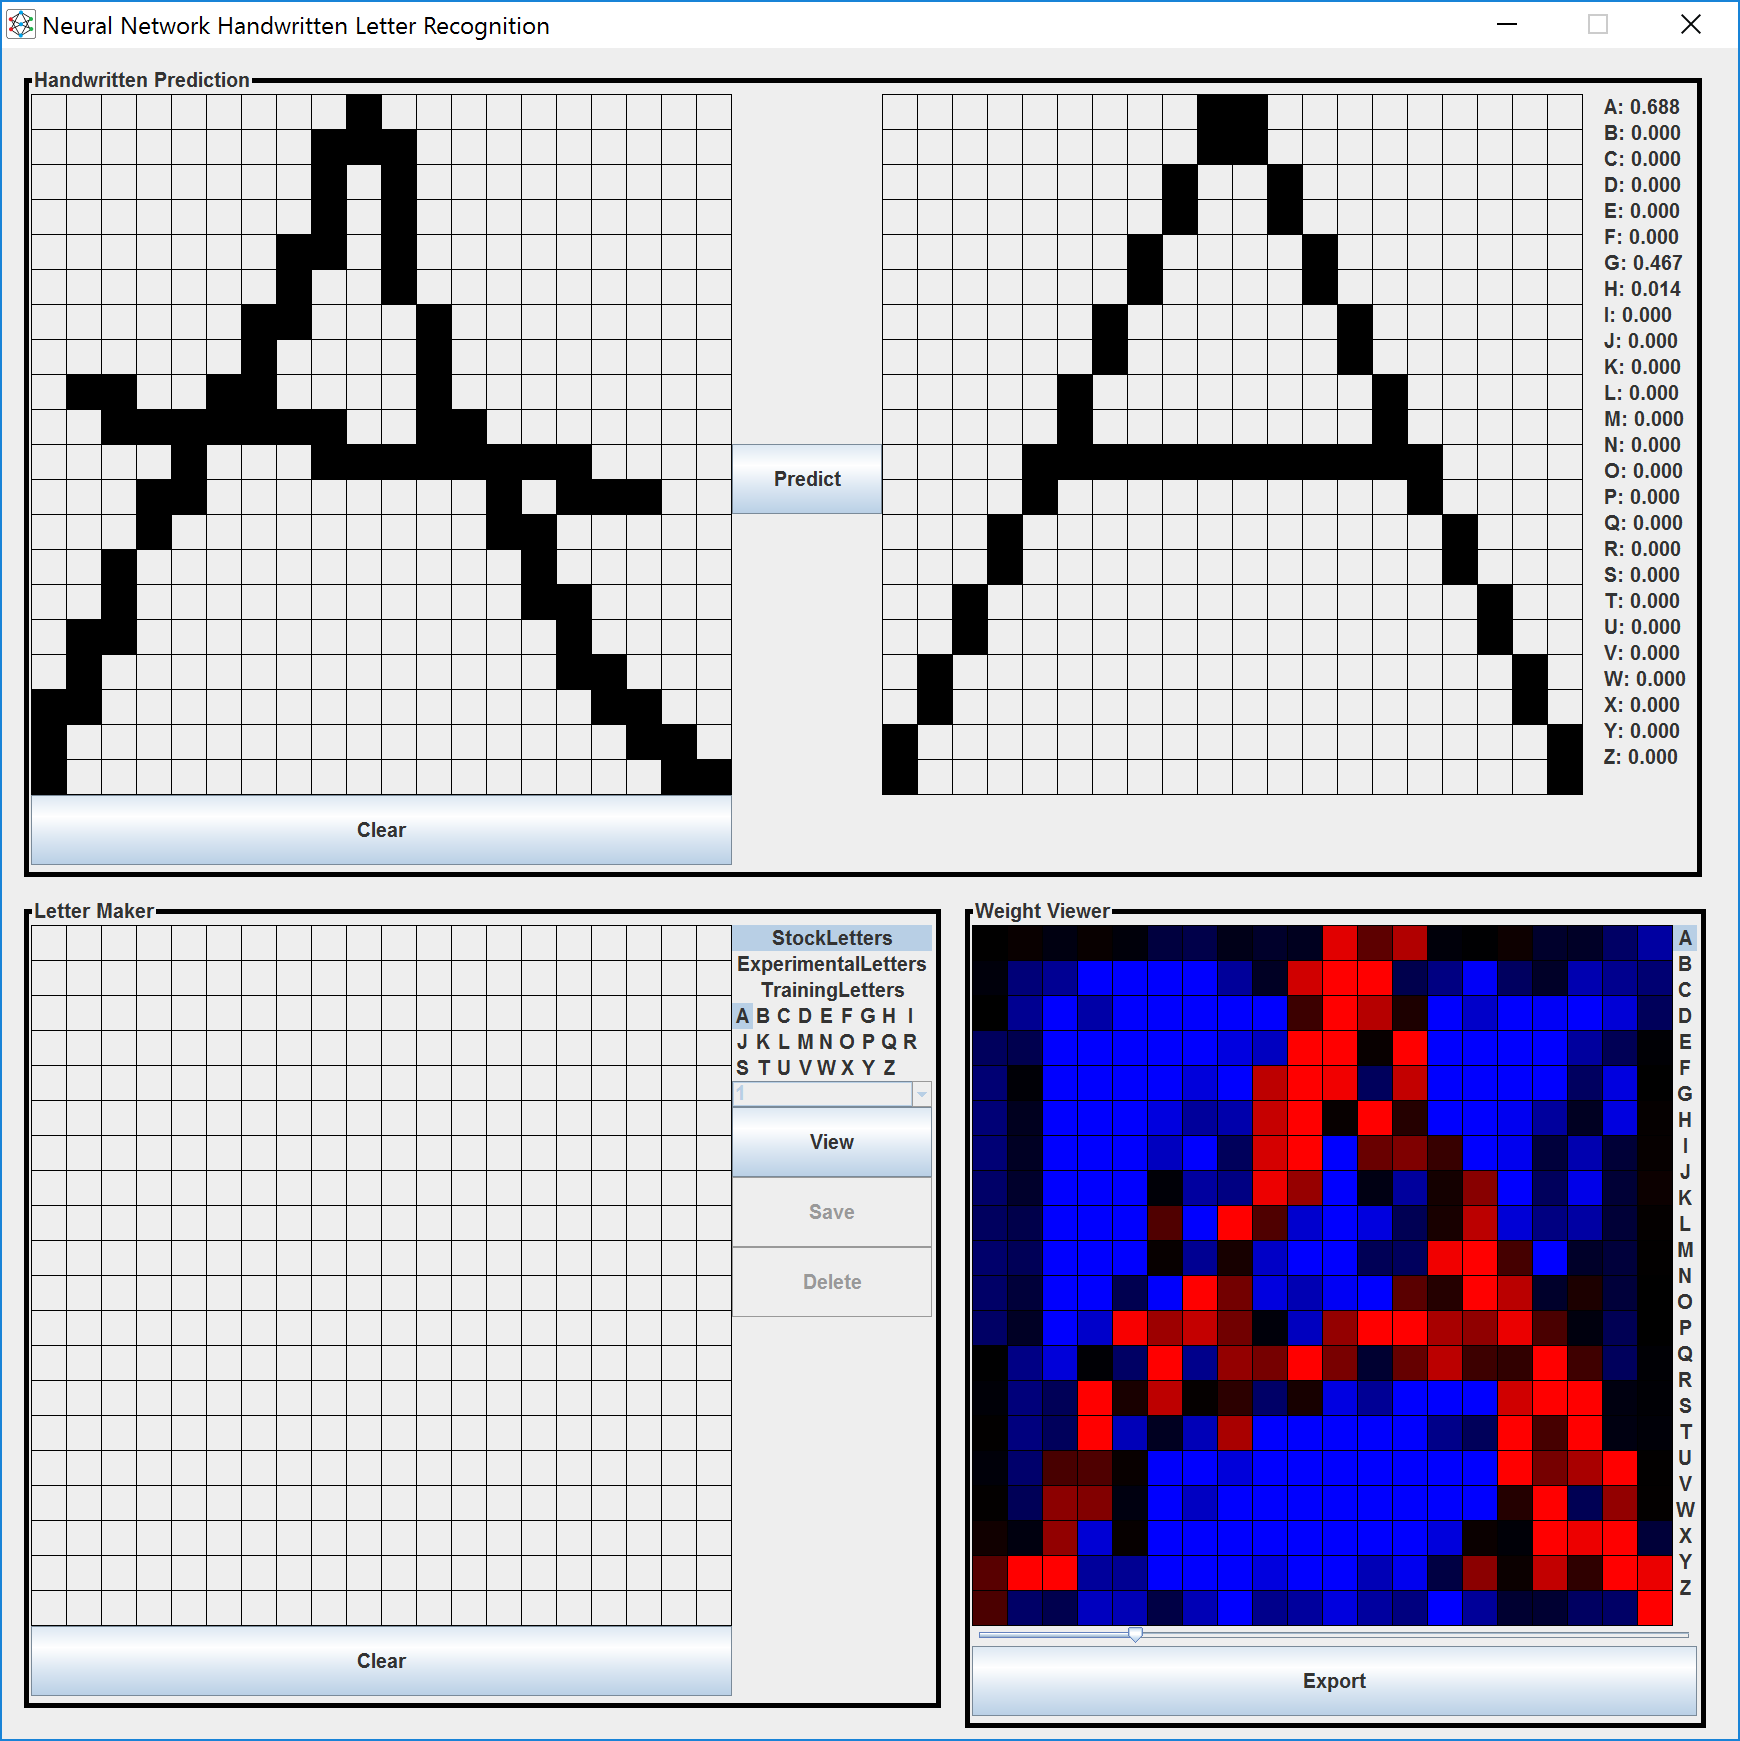 Neural Network Handwritten Letter Recognition
Handwritten Prediction
Predict
A: 0.688
B: 0.000
C: 0.000
D: 0.000
E: 0.000
F: 0.000
G: 0.467
H: 0.014
I: 0.000
J: 0.000
K: 0.000
L: 0.000
M: 0.000
N: 0.000
O: 0.000
P: 0.000
Q: 0.000
R: 0.000
S: 0.000
T: 0.000
U: 0.000
V: 0.000
W: 0.000
X: 0.000
Y: 0.000
Z: 0.000
Clear
Letter Maker
StockLetters
ExperimentalLetters
TrainingLetters
A B C D E F G H I
J K L M N O P Q R
S T U V W X Y Z
1
View
Save
Delete
Clear
Weight Viewer
A
B
C
D
E
F
G
H
I
J
K
L
M
N
O
P
Q
R
S
T
U
V
W
X
Y
Z
Export